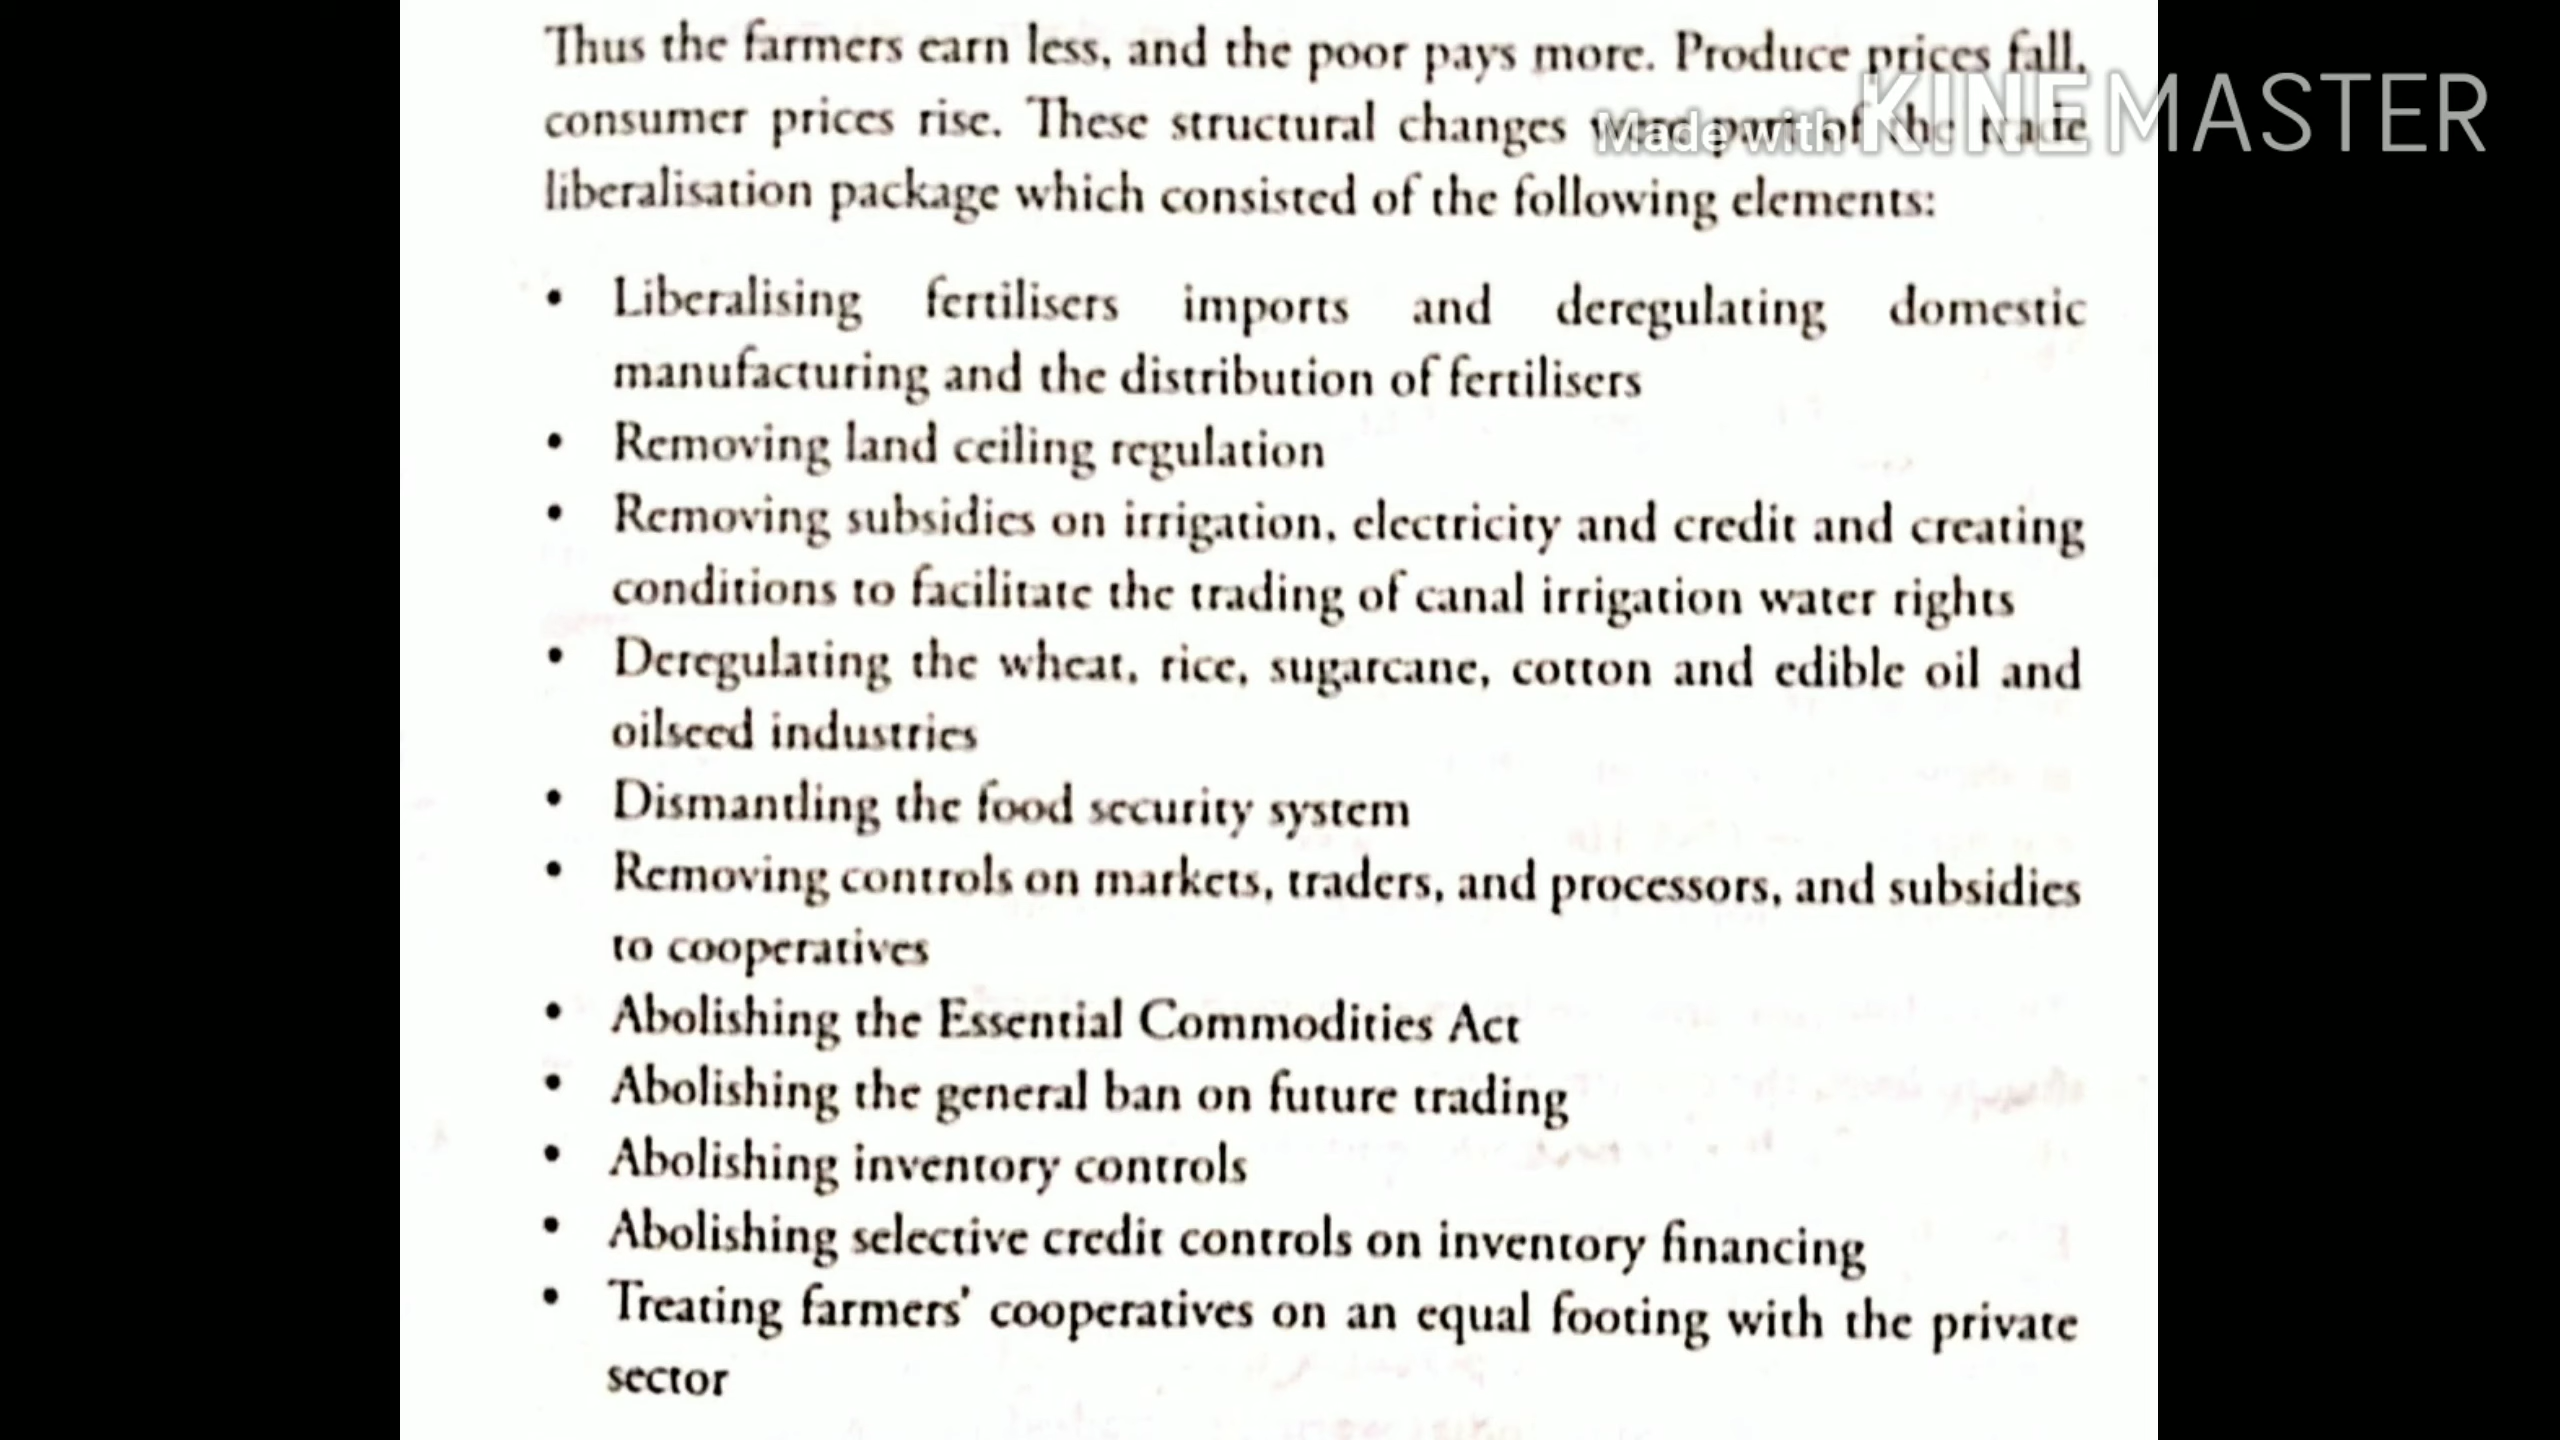 Thus the farmers earn less, and the poor pays more. Produce prices fall,
consumer prices rise. These structural changes were part of the trade
liberalisation package which consisted of the following elements:
• Liberalising fertilisers imports and deregulating domestic
manufacturing and the distribution of fertilisers
• Removing land ceiling regulation
• Removing subsidies on irrigation, electricity and credit and creating
conditions to facilitate the trading of canal irrigation water rights
• Deregulating the wheat, rice, sugarcane, cotton and edible oil and
oilseed industries
• Dismantling the food security system
• Removing controls on markets, traders, and processors, and subsidies
to cooperatives
• Abolishing the Essential Commodities Act
• Abolishing the general ban on future trading
• Abolishing inventory controls
• Abolishing selective credit controls on inventory financing
• Treating farmers' cooperatives on an equal footing with the private
sector
Made with KINEMASTER